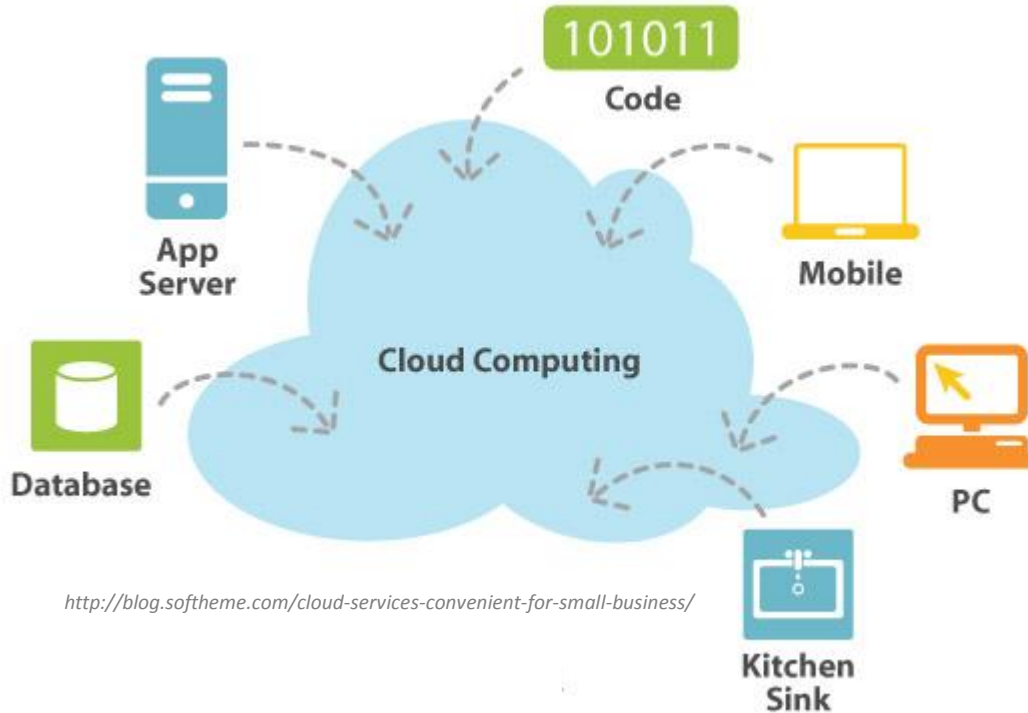 101011
Code
App
Server
Mobile
Cloud Computing
Database
PC
http://blog.softheme.com/cloud-services-convenient-for-small-business/
Kitchen
Sink